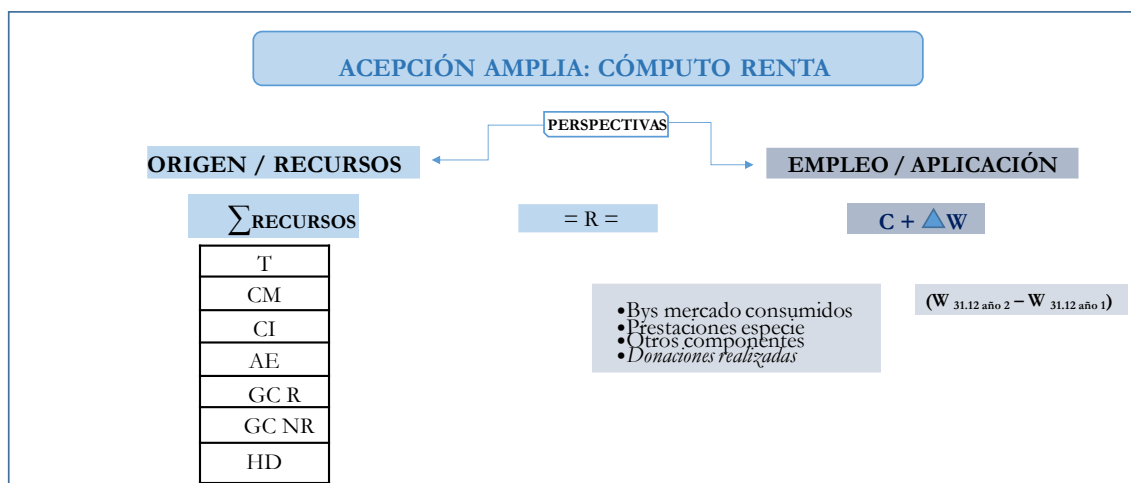 ACEPCIÓN AMPLIA: CÓMPUTO RENTA
PERSPECTIVAS
ORIGEN / RECURSOS
EMPLEO / APLICACIÓN
∑RECURSOS
= R =
C + △W
T
CM
CI
AE
GC R
GC NR
HD
•Bys mercado consumidos
•Prestaciones especie
•Otros componentes
•Donaciones realizadas
(W 31.12 año 2 – W 31.12 año 1)